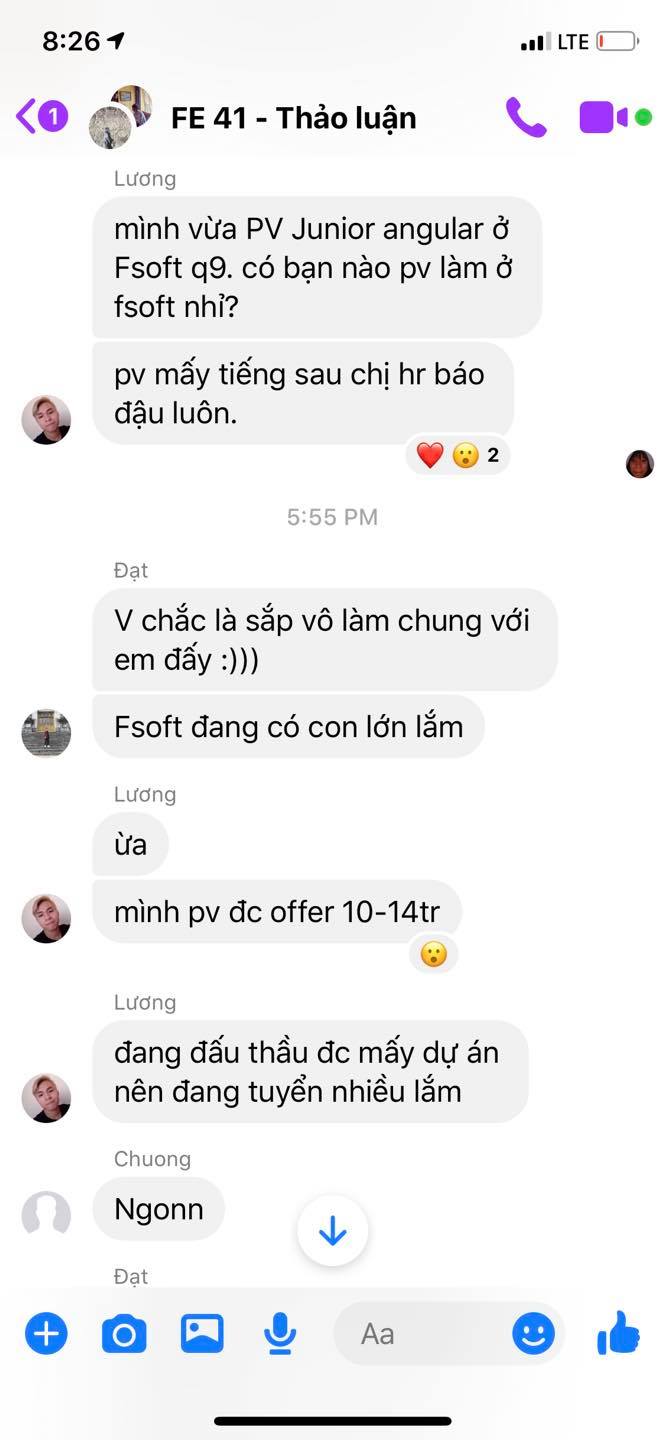 8:26
LTE
1
FE 41 - Thảo luận
Lương
mình vừa PV Junior angular ở
Fsoft q9. có bạn nào pv làm ở
fsoft nhỉ?
pv mấy tiếng sau chị hr báo
đậu luôn.
2
5:55 PM
Đạt
V chắc là sắp vô làm chung với
em đấy :)))
Fsoft đang có con lớn lắm
Lương
ừa
mình pv đc offer 10-14tr
Lương
đang đấu thầu đc mấy dự án
nên đang tuyển nhiều lắm
Chuong
Ngonn
Đạt
Aa